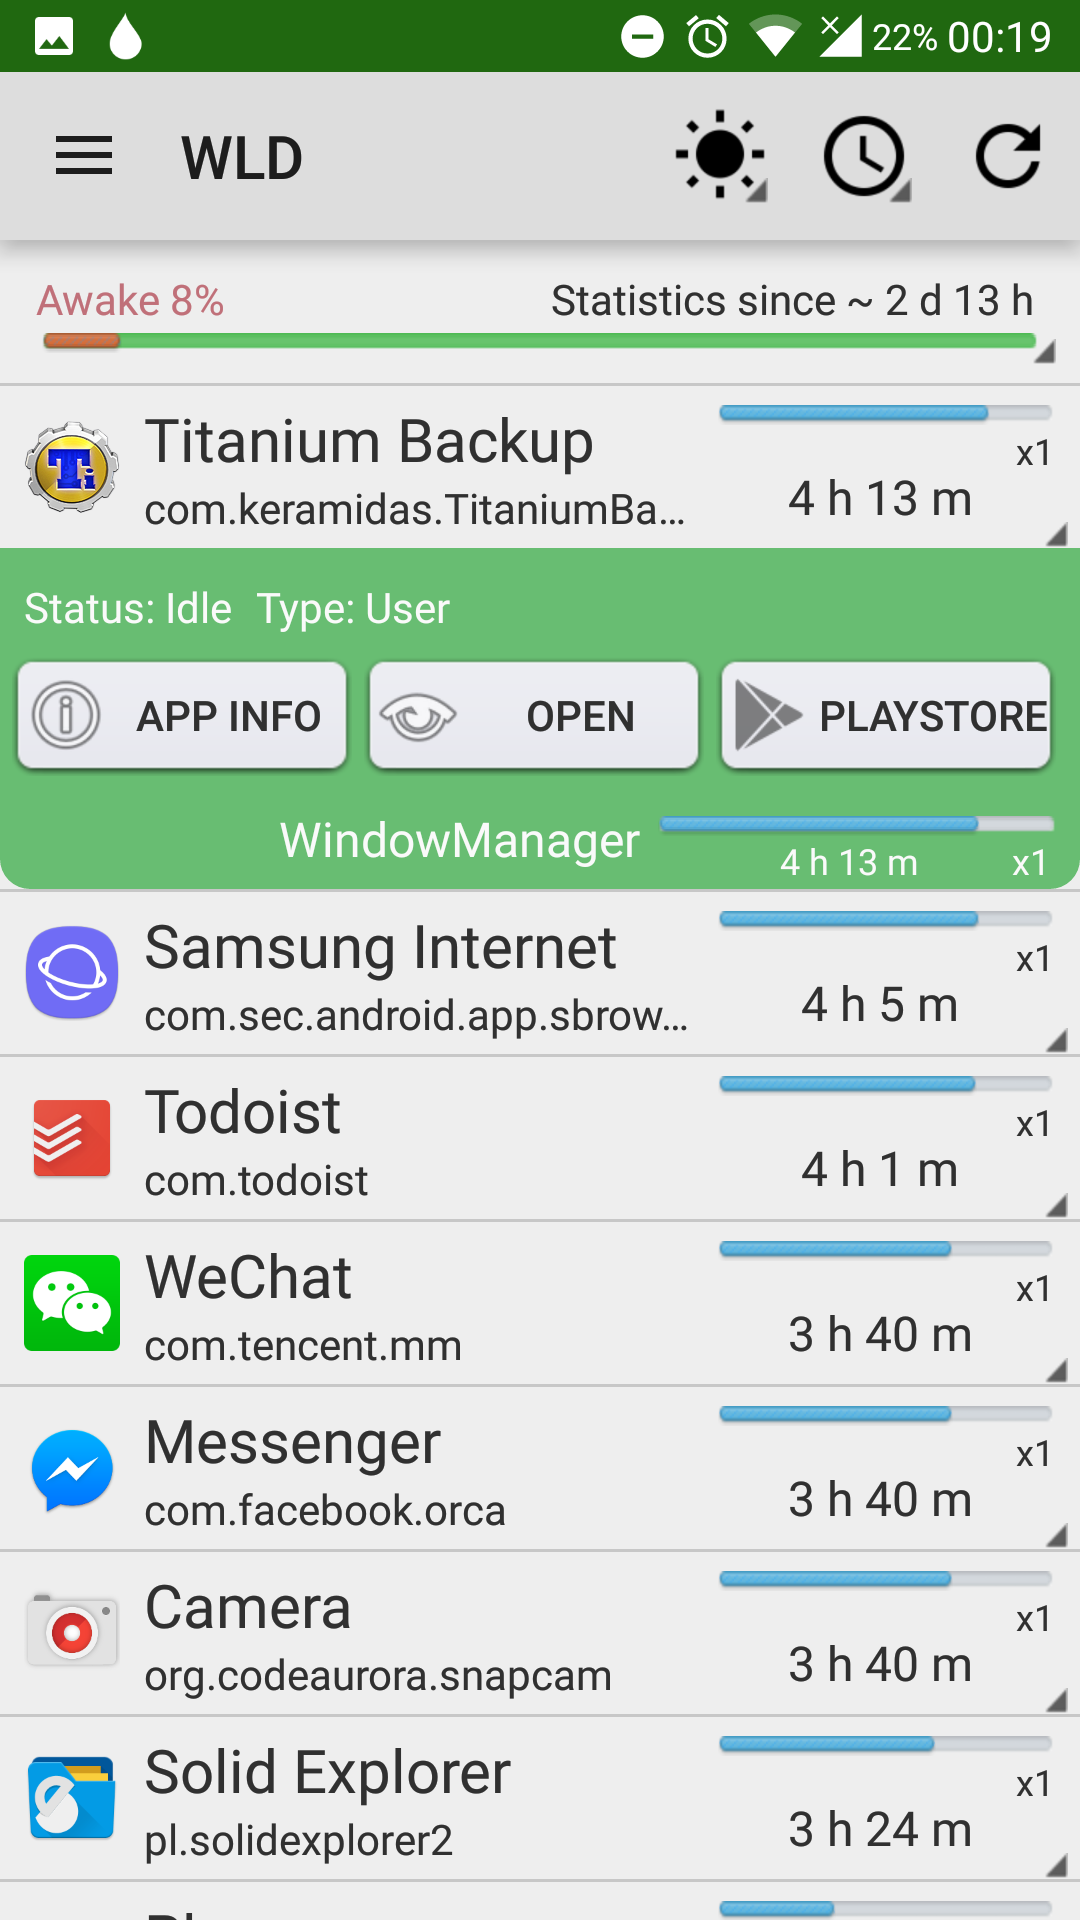 22% 00:19
WLD
Awake 8% Statistics since ~ 2 d 13 h
Titanium Backup
x1
com.keramidas.TitaniumBa...
4 h 13 m
Status: Idle Type: User
APP INFO OPEN PLAYSTORE
WindowManager
4 h 13 m x1
Samsung Internet
x1
com.sec.android.app.sbrow...
4 h 5 m
Todoist
x1
com.todoist
4 h 1 m
WeChat
x1
com.tencent.mm
3 h 40 m
Messenger
x1
com.facebook.orca
3 h 40 m
Camera
x1
org.codeaurora.snapcam
3 h 40 m
Solid Explorer
x1
pl.solidexplorer2
3 h 24 m